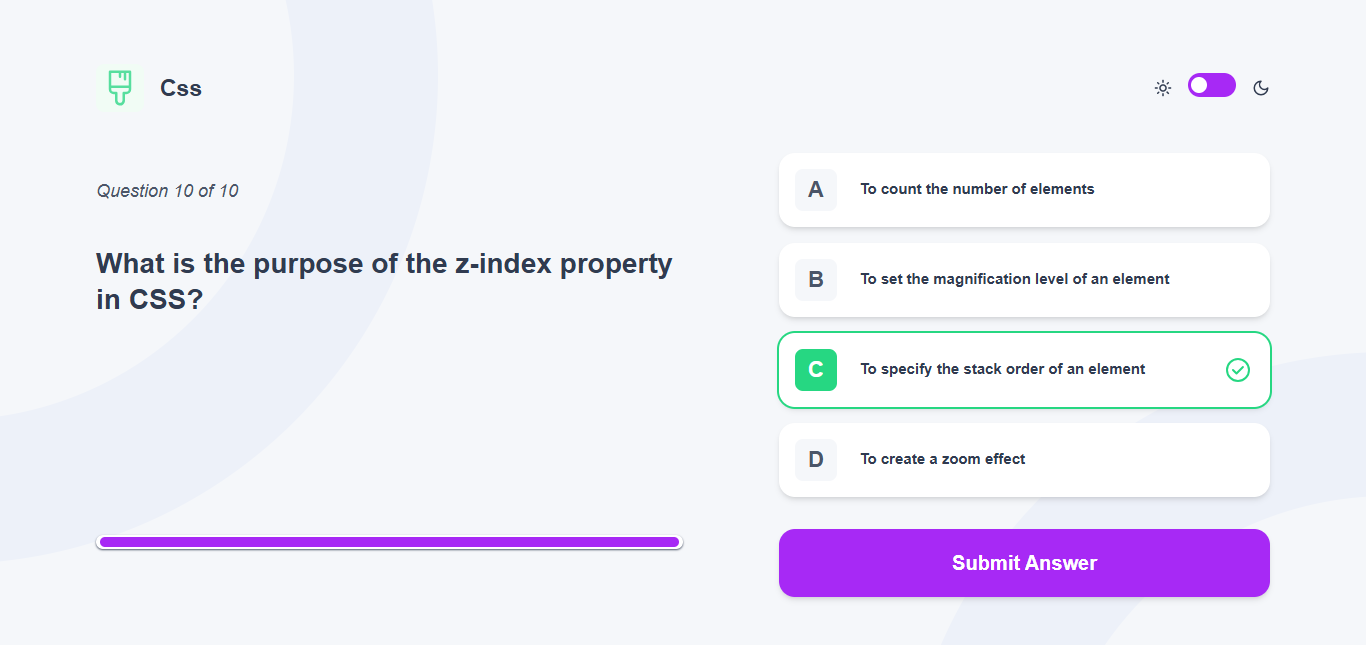 Css
Question 10 of 10
What is the purpose of the z-index property
in CSS?
A To count the number of elements
B To set the magnification level of an element
C To specify the stack order of an element
D To create a zoom effect
Submit Answer